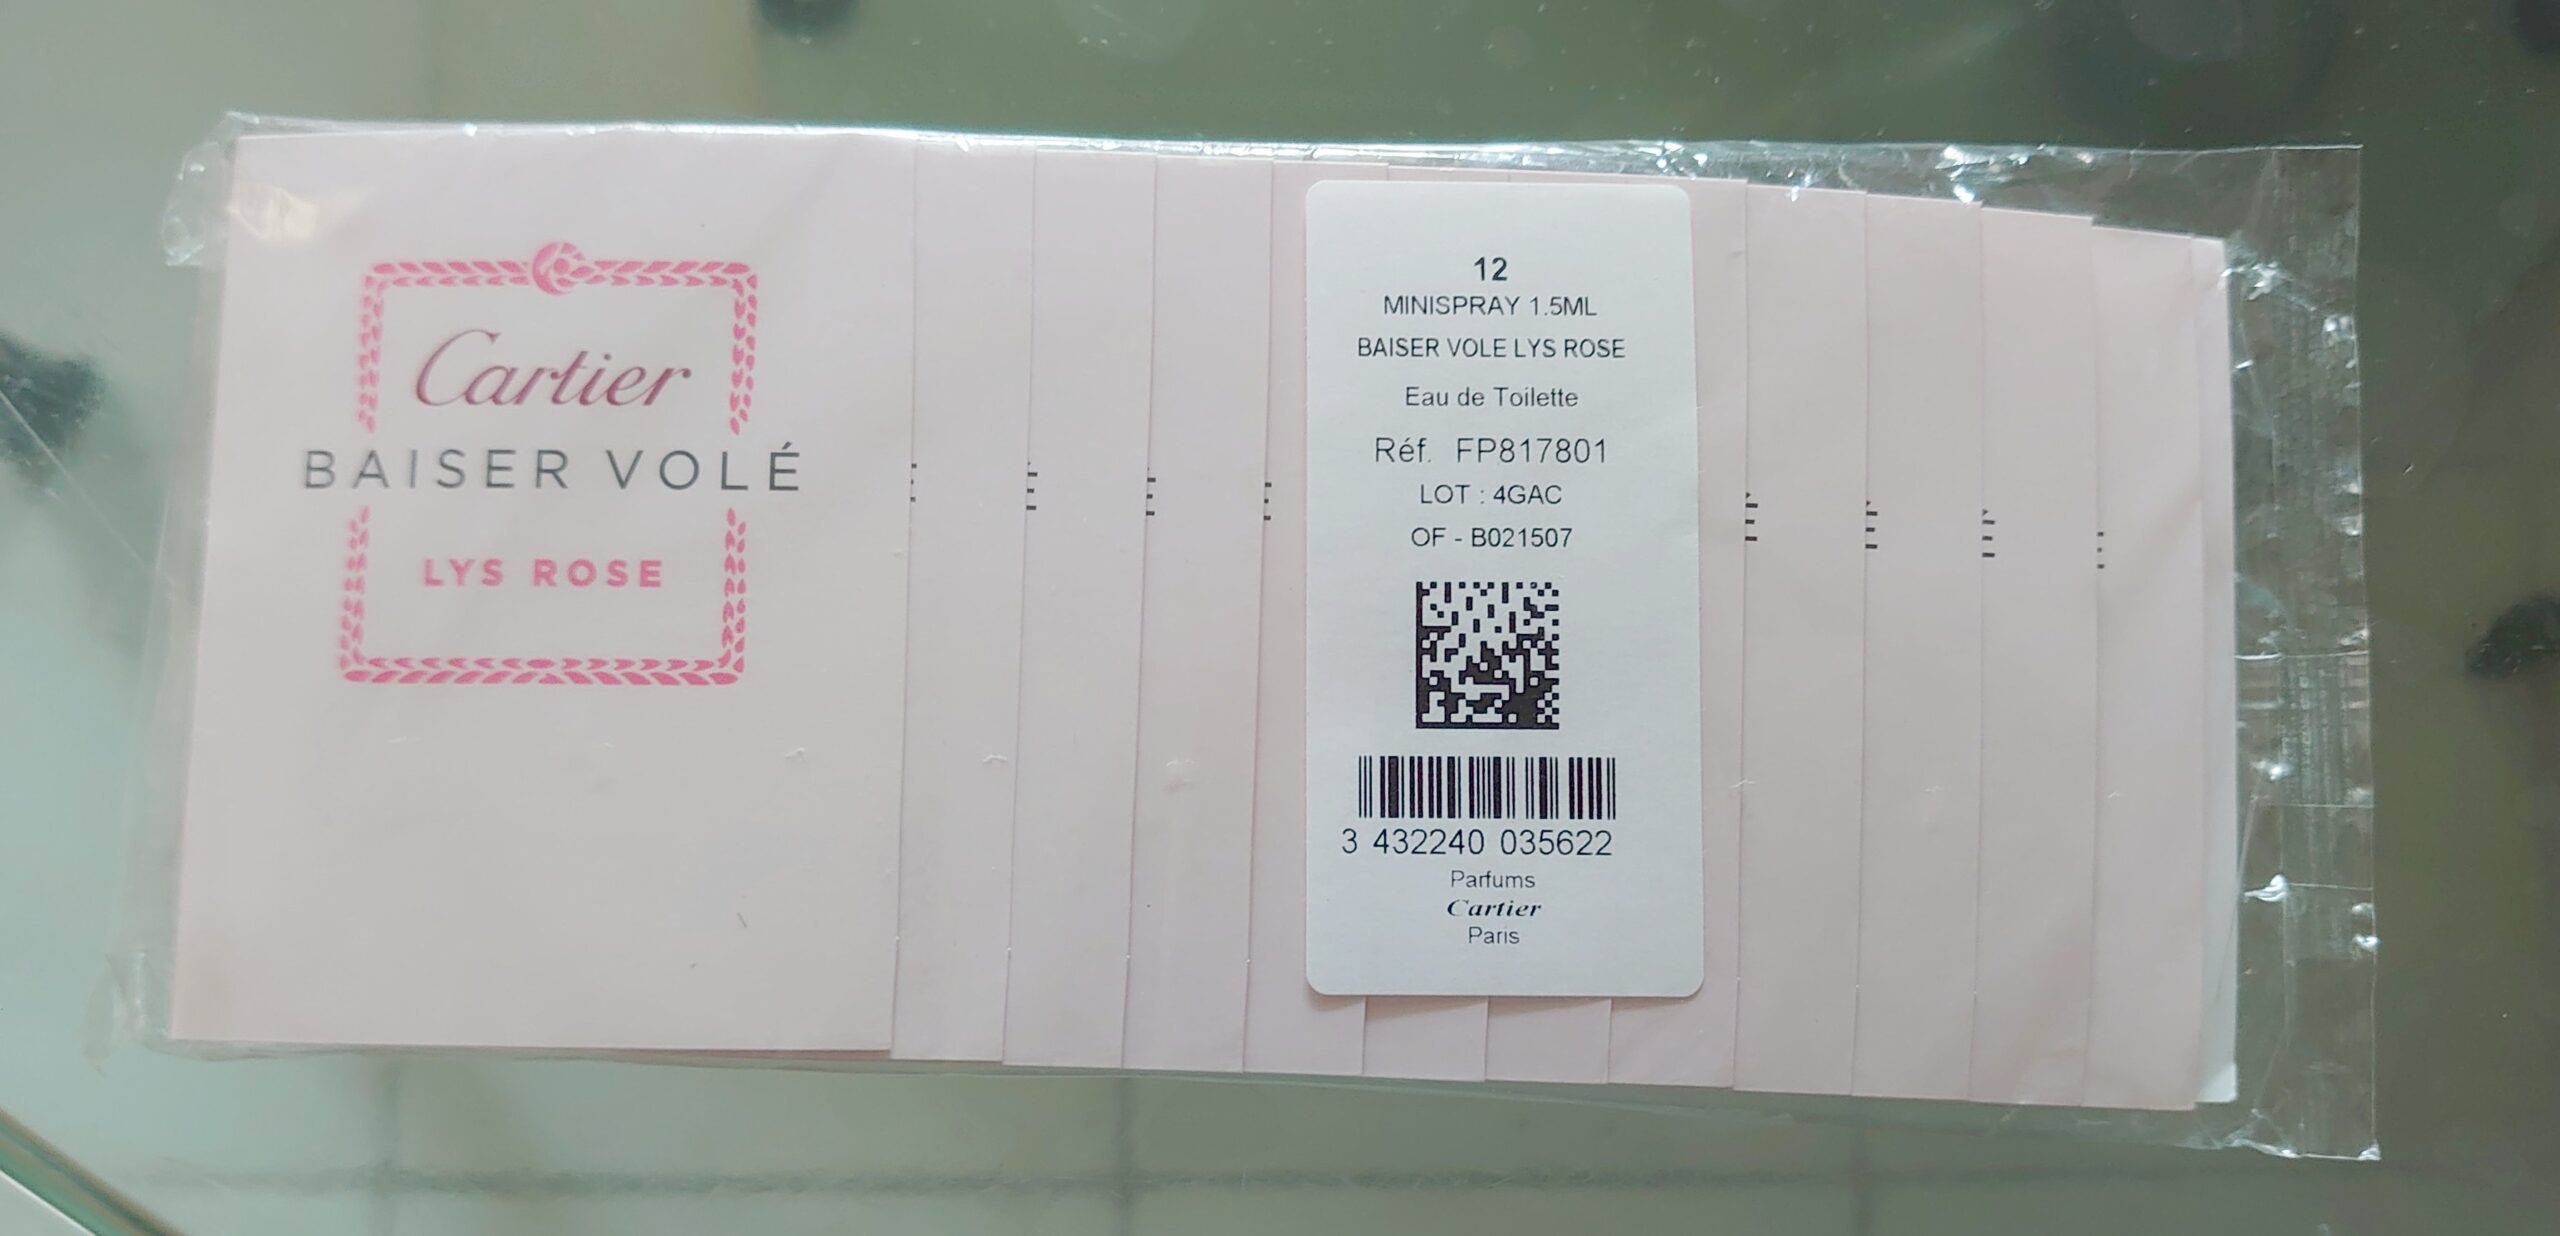 Cartier
BAISER VOLÉ
LYS ROSE
12
MINISPRAY 1.5ML
BAISER VOLE LYS ROSE
Eau de Toilette
Réf. FP817801
LOT : 4GAC
OF - B021507
3 432240 035622
Parfums
Cartier
Paris